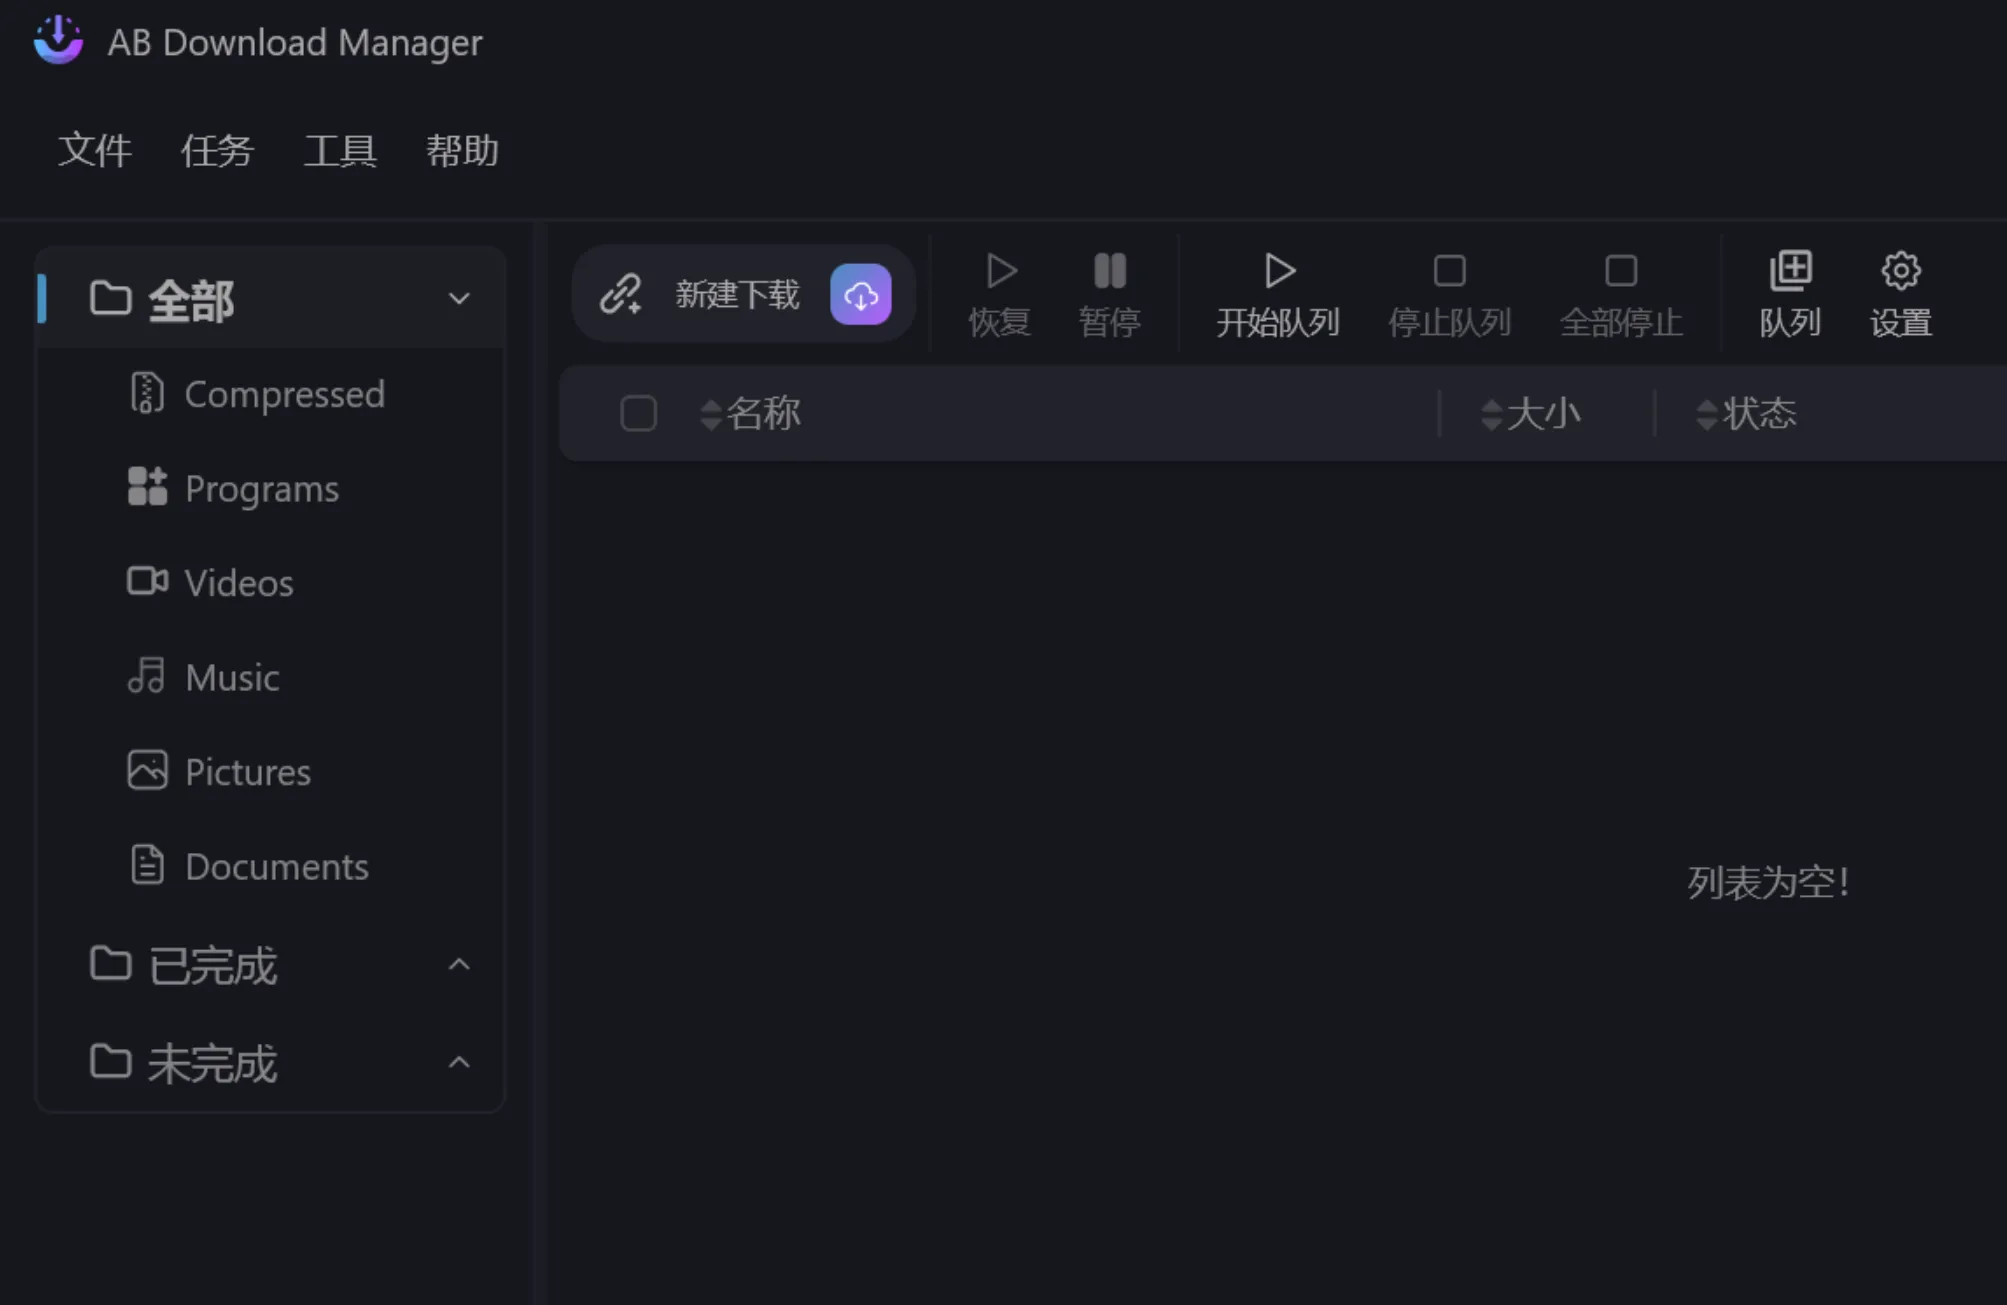 AB Download Manager
文件 任务 工具 帮助
全部
Compressed
Programs
Videos
Music
Pictures
Documents
已完成
未完成
新建下载 恢复 暂停 开始队列 停止队列 全部停止 队列 设置
名称 大小 状态
列表为空!